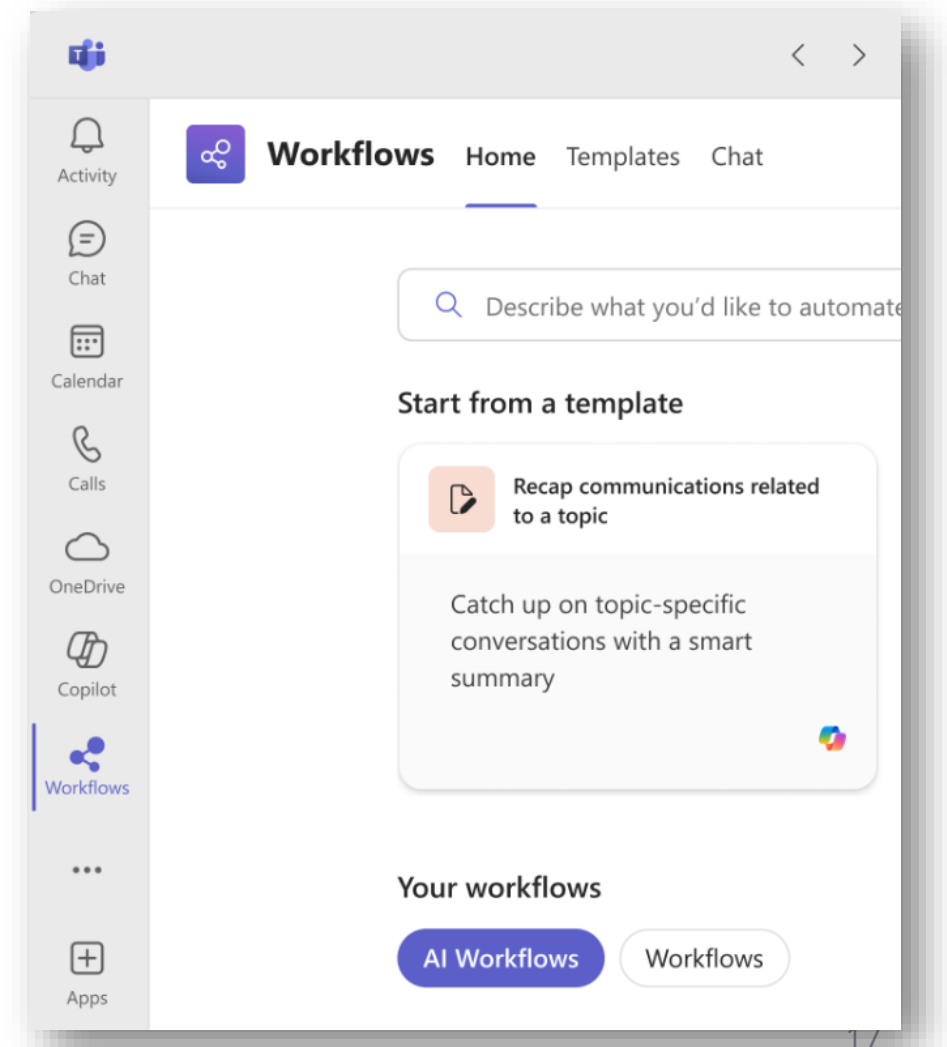 Activity
Chat
Calendar
Calls
OneDrive
Copilot
Workflows
Apps
Workflows Home Templates Chat
Describe what you'd like to automate
Start from a template
Recap communications related
to a topic
Catch up on topic-specific
conversations with a smart
summary
Your workflows
AI Workflows Workflows
17